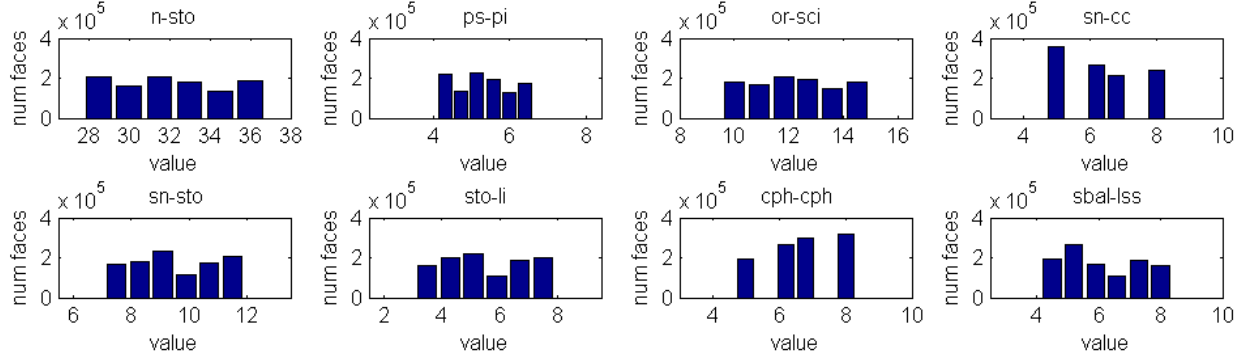 x 10^5 n-sto
num faces
4
2
0
28 30 32 34 36 38
value
x 10^5 ps-pi
num faces
4
2
0
4 6 8
value
x 10^5 or-sci
num faces
4
2
0
8 10 12 14 16
value
x 10^5 sn-cc
num faces
4
2
0
4 6 8 10
value
x 10^5 sn-sto
num faces
4
2
0
6 8 10 12
value
x 10^5 sto-li
num faces
4
2
0
2 4 6 8
value
x 10^5 cph-cph
num faces
4
2
0
4 6 8 10
value
x 10^5 sbal-lss
num faces
4
2
0
4 6 8 10
value